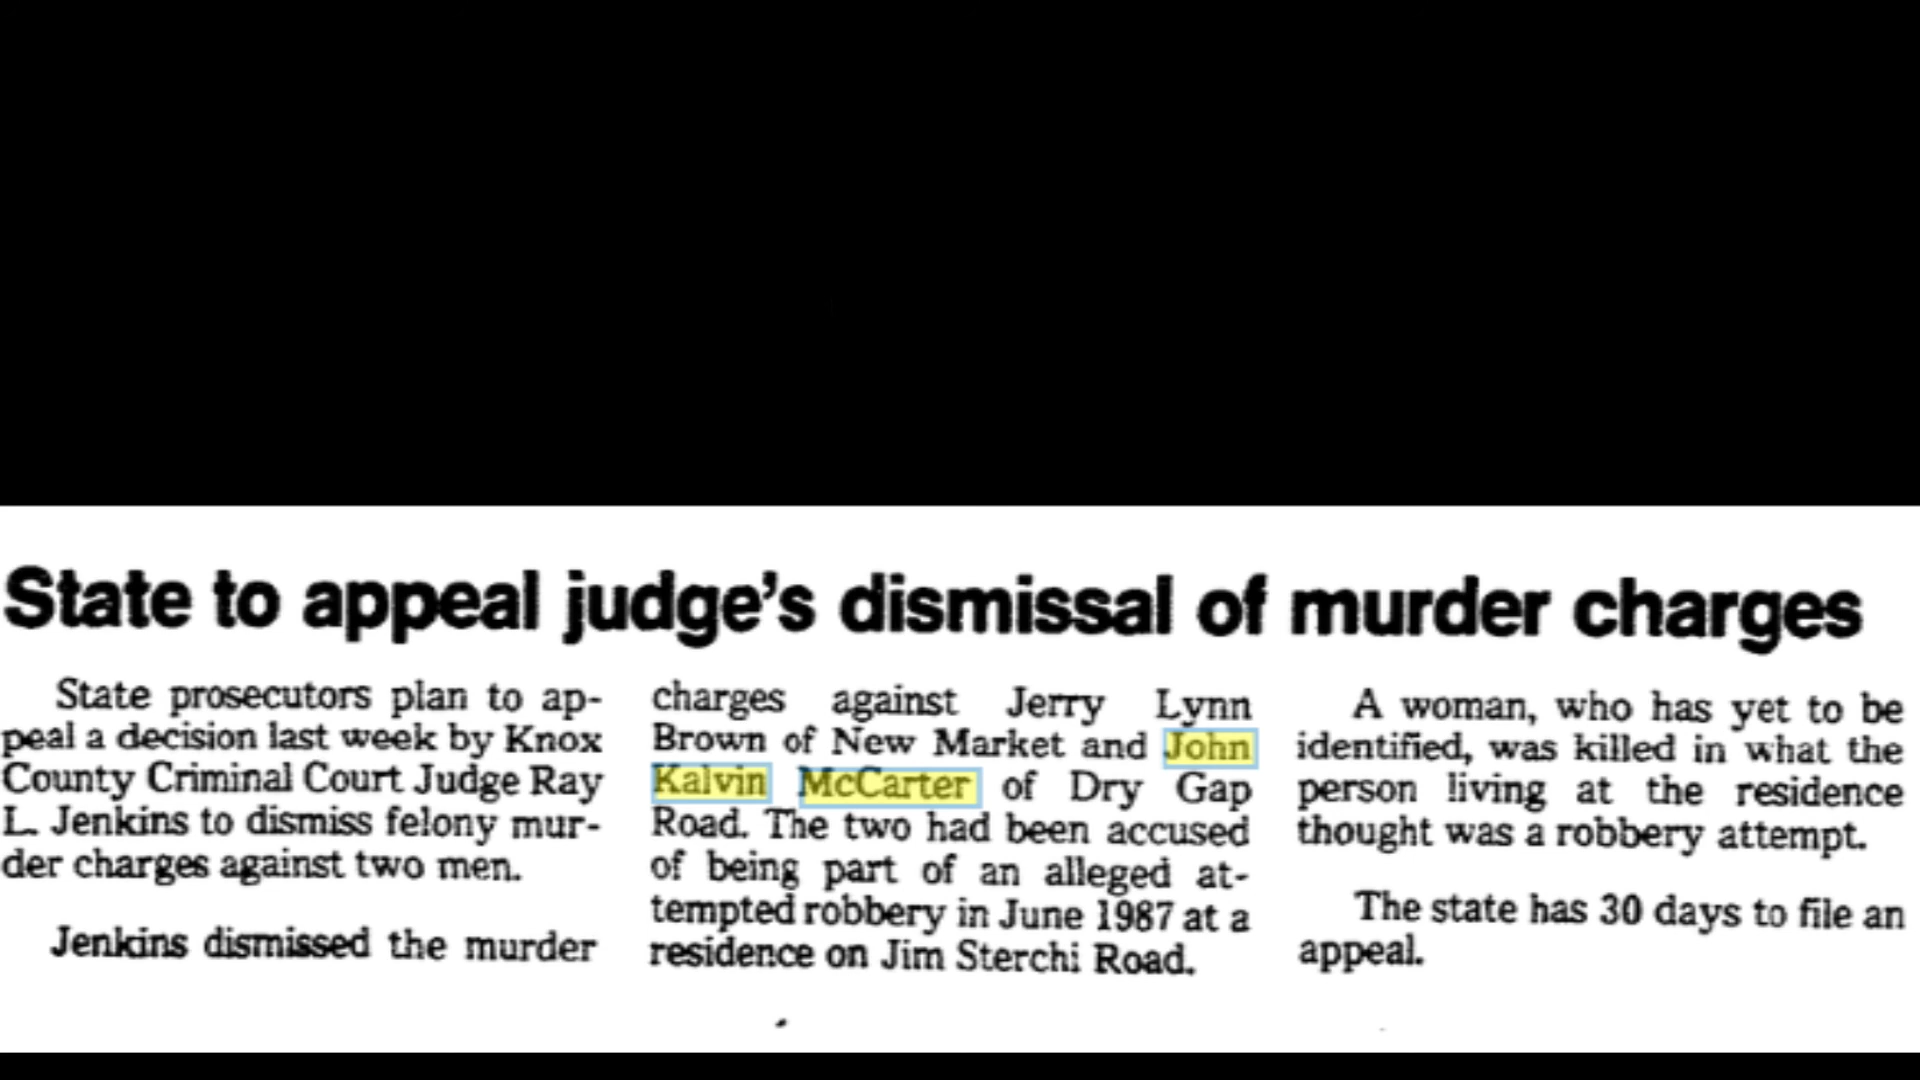 State to appeal judge's dismissal of murder charges
State prosecutors plan to ap-
peal a decision last week by Knox
County Criminal Court Judge Ray
L. Jenkins to dismiss felony mur-
der charges against two men.
Jenkins dismissed the murder
charges against Jerry Lynn
Brown of New Market and John
Kalvin McCarter of Dry Gap
Road. The two had been accused
of being part of an alleged at-
tempted robbery in June 1987 at a
residence on Jim Sterchi Road.
A woman, who has yet to be
identified, was killed in what the
person living at the residence
thought was a robbery attempt.
The state has 30 days to file an
appeal.